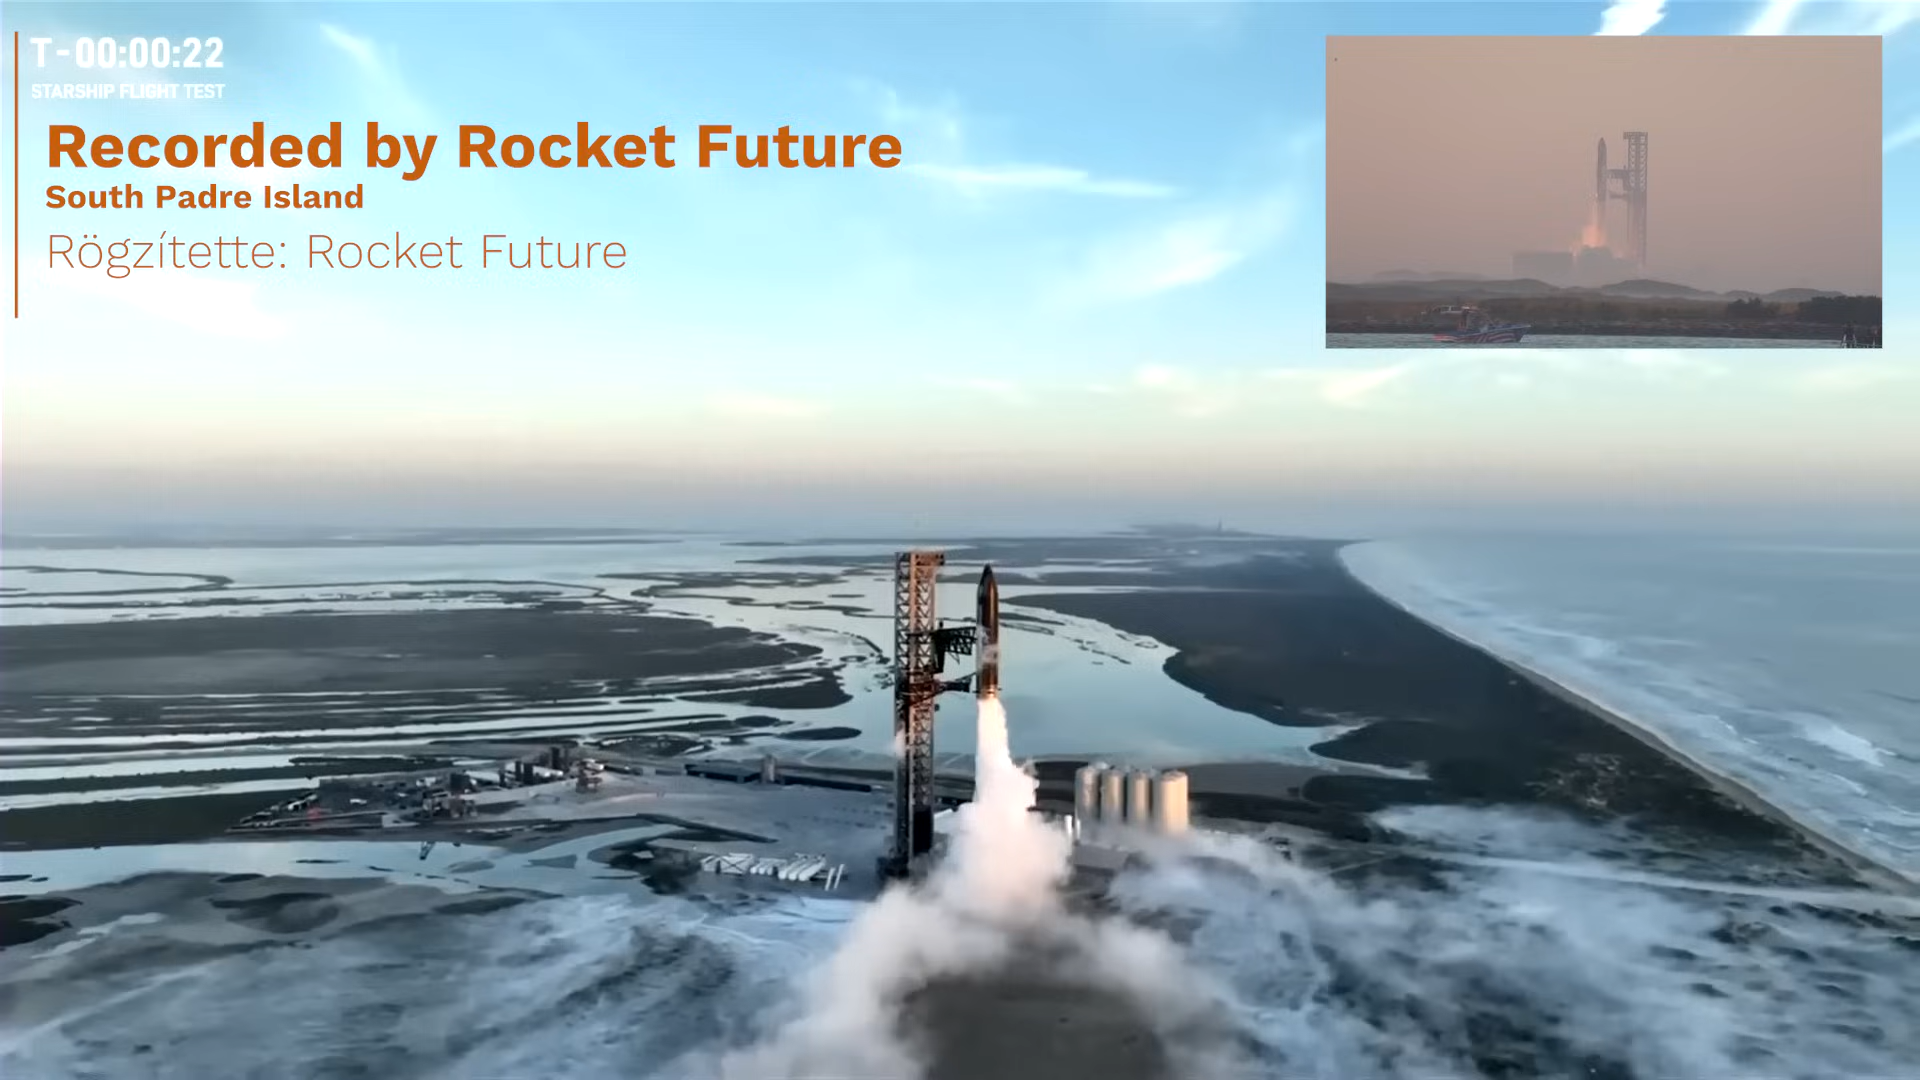 T-00:00:22
STARSHIP FLIGHT TEST
Recorded by Rocket Future
South Padre Island
Rögzítette: Rocket Future